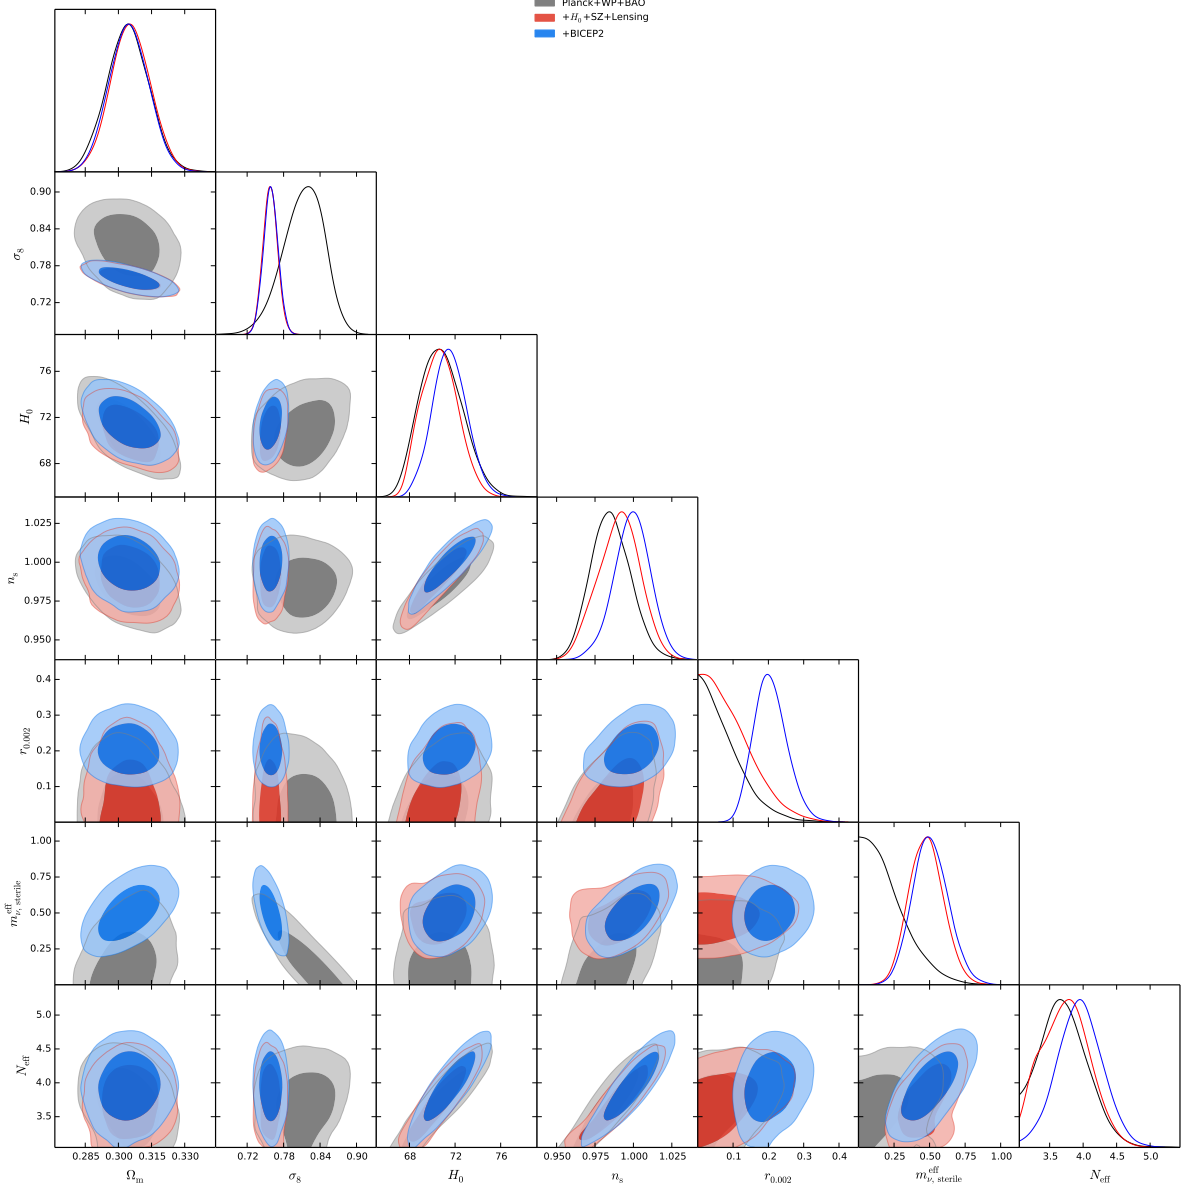 Planck+WP+BAO
+H₀+SZ+Lensing
+BICEP2
0.90
0.84
0.78
0.72
σ₈
76
72
68
H₀
1.025
1.000
0.975
0.950
nₛ
0.4
0.3
0.2
0.1
r₀.₀₀₂
1.00
0.75
0.50
0.25
m^eff_ν, sterile
5.0
4.5
4.0
3.5
N_eff
0.285 0.300 0.315 0.330
0.72 0.78 0.84 0.90
68 72 76
0.950 0.975 1.000 1.025
0.1 0.2 0.3 0.4
0.25 0.50 0.75 1.00
3.5 4.0 4.5 5.0
Ω_m σ₈ H₀ nₛ r₀.₀₀₂ m^eff_ν, sterile N_eff